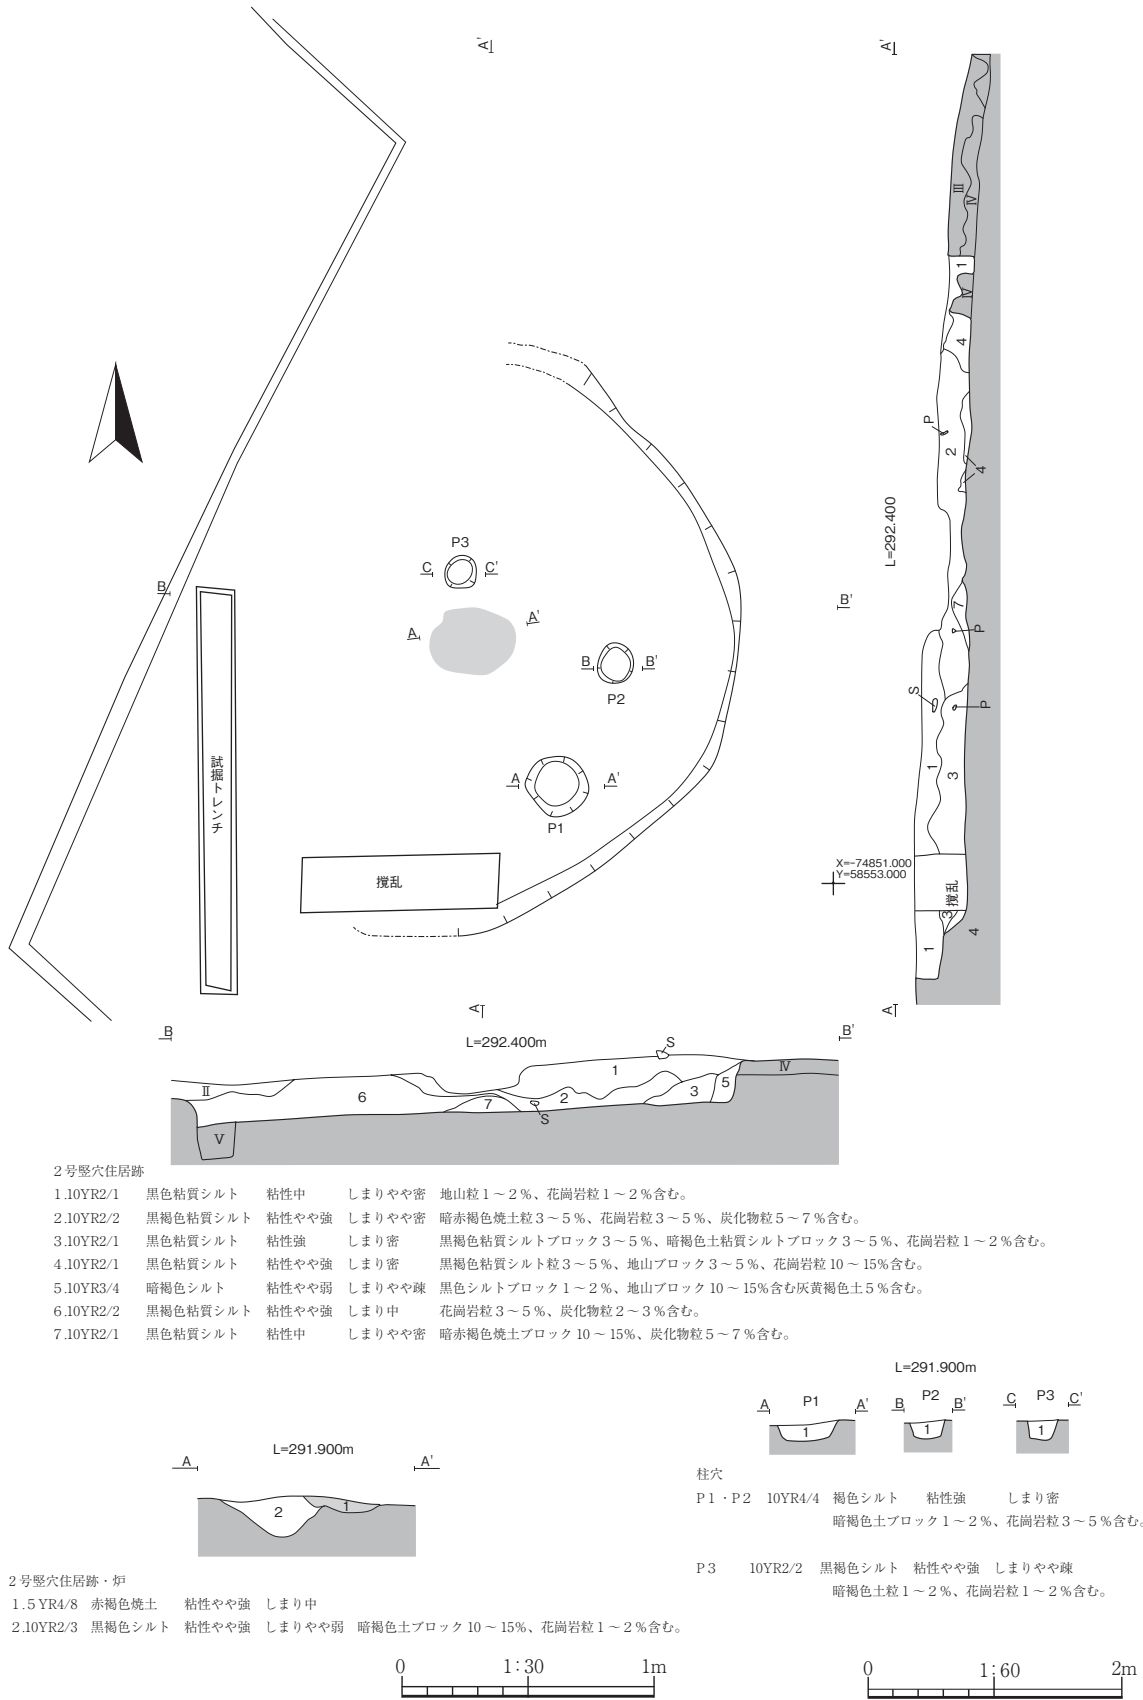 A'
A'
Ⅲ
Ⅳ
1
Ⅳ
4
P
2
4
L=292.400
P3
C
C'
B
B'
7
A
A'
P
B
B'
P2
S
P
試掘トレンチ
1
3
A
A'
P1
X=-74851.000
Y=58553.000
撹乱
撹乱
3
4
1
A
A
B
L=292.400m
B'
S
1
Ⅳ
Ⅱ
6
2
3
5
7
S
Ⅴ
2号竪穴住居跡
1.10YR2/1 黒色粘質シルト 粘性中 しまりやや密 地山粒1～2％、花崗岩粒1～2％含む。
2.10YR2/2 黒褐色粘質シルト 粘性やや強 しまりやや密 暗赤褐色焼土粒3～5％、花崗岩粒3～5％、炭化物粒5～7％含む。
3.10YR2/1 黒色粘質シルト 粘性強 しまり密 黒褐色粘質シルトブロック3～5％、暗褐色土粘質シルトブロック3～5％、花崗岩粒1～2％含む。
4.10YR2/1 黒色粘質シルト 粘性やや強 しまり密 黒褐色粘質シルト粒3～5％、地山ブロック3～5％、花崗岩粒10～15％含む。
5.10YR3/4 暗褐色シルト 粘性やや弱 しまりやや疎 黒色シルトブロック1～2％、地山ブロック10～15％含む灰黄褐色土5％含む。
6.10YR2/2 黒褐色粘質シルト 粘性やや強 しまり中 花崗岩粒3～5％、炭化物粒2～3％含む。
7.10YR2/1 黒色粘質シルト 粘性中 しまりやや密 暗赤褐色焼土ブロック10～15％、炭化物粒5～7％含む。
L=291.900m
A P1 A' B P2 B' C P3 C'
1 1 1
L=291.900m
A A'
2 1
柱穴
P1・P2 10YR4/4 褐色シルト 粘性強 しまり密
暗褐色土ブロック1～2％、花崗岩粒3～5％含む。
P3 10YR2/2 黒褐色シルト 粘性やや強 しまりやや疎
暗褐色土粒1～2％、花崗岩粒1～2％含む。
2号竪穴住居跡・炉
1.5YR4/8 赤褐色焼土 粘性やや強 しまり中
2.10YR2/3 黒褐色シルト 粘性やや強 しまりやや弱 暗褐色土ブロック10～15％、花崗岩粒1～2％含む。
0 1:30 1m
0 1:60 2m